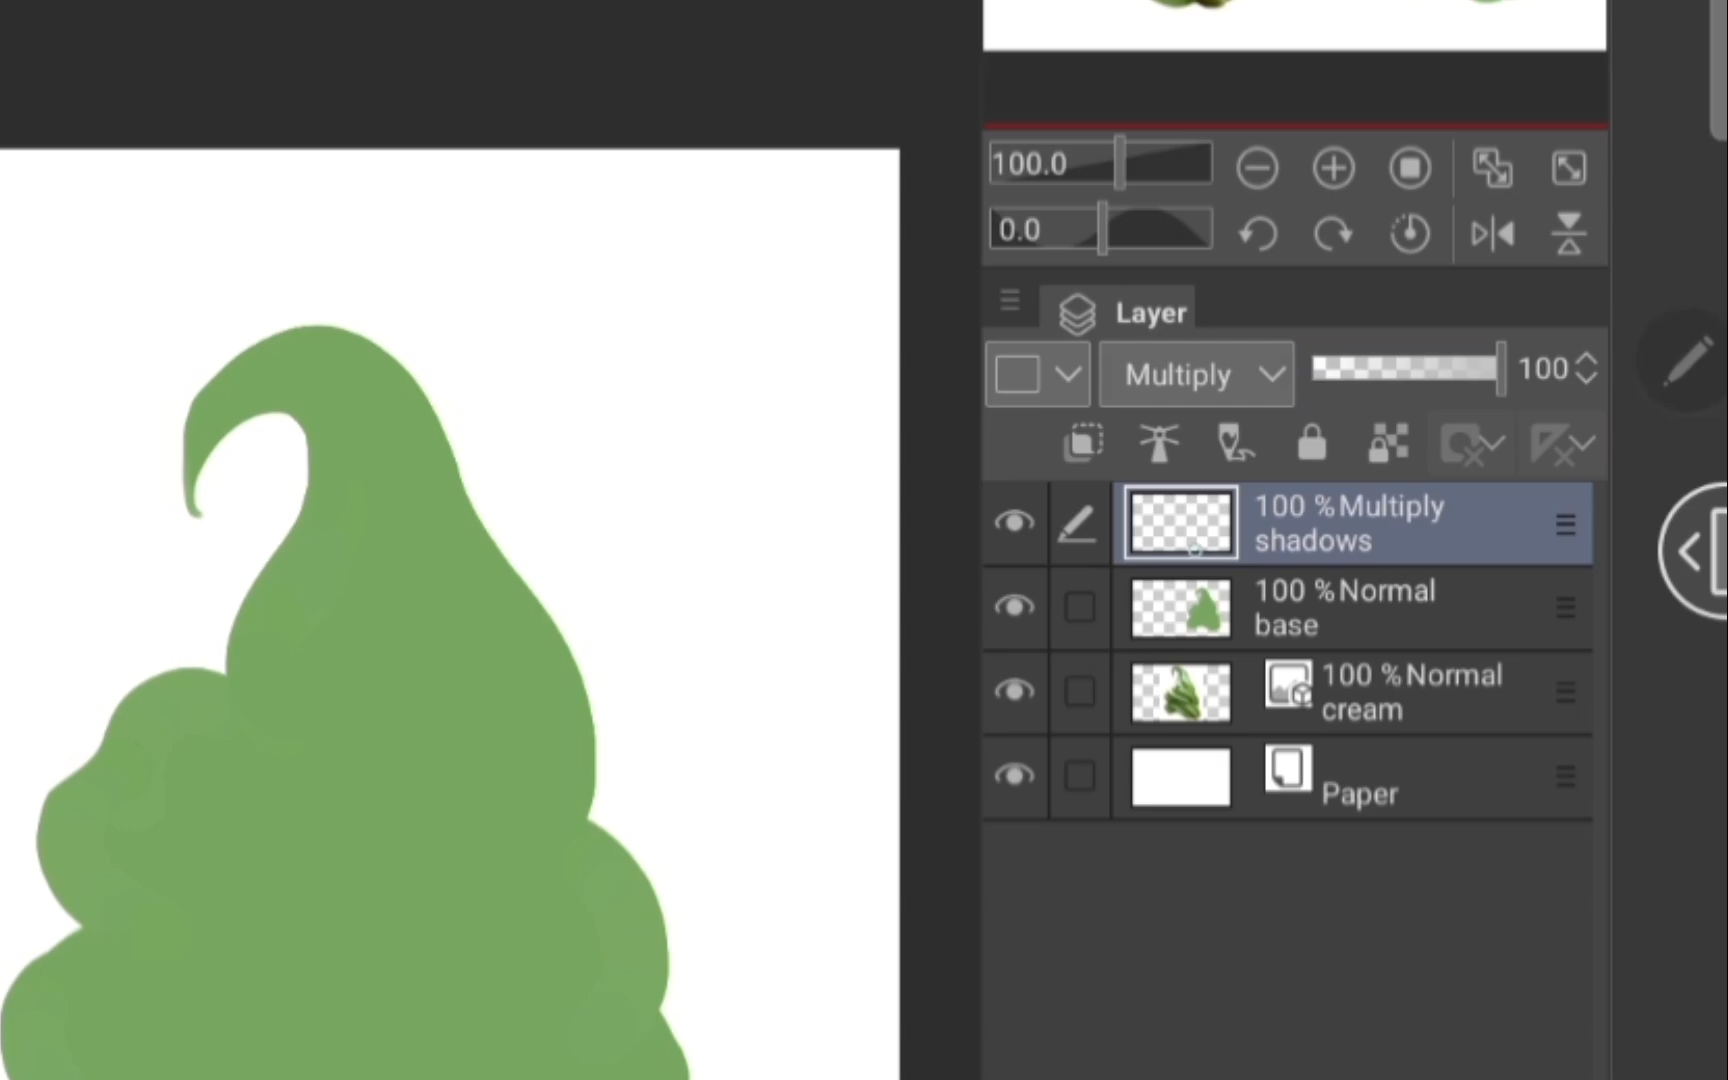 100.0
0.0
Layer
Multiply
100
100 %Multiply
shadows
100 %Normal
base
100 %Normal
cream
Paper